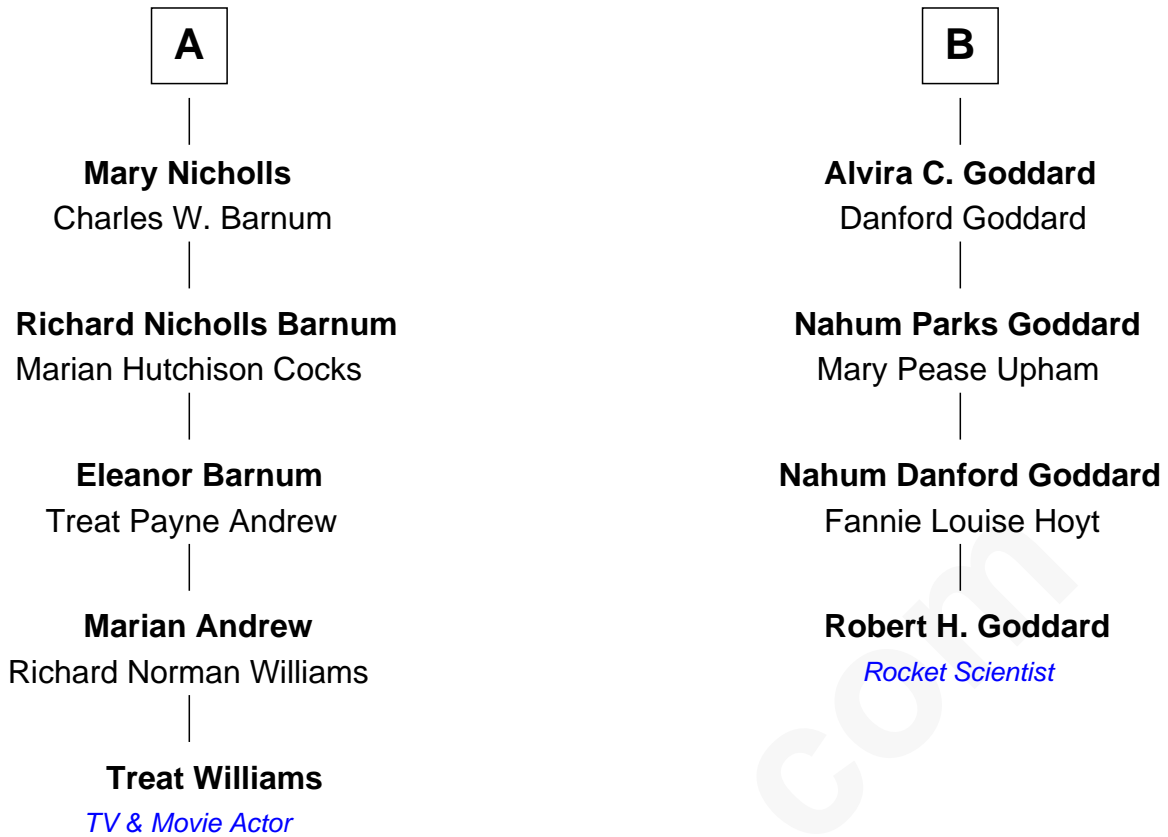 A
Mary Nicholls
Charles W. Barnum
Richard Nicholls Barnum
Marian Hutchison Cocks
Eleanor Barnum
Treat Payne Andrew
Marian Andrew
Richard Norman Williams
Treat Williams
TV & Movie Actor
B
Alvira C. Goddard
Danford Goddard
Nahum Parks Goddard
Mary Pease Upham
Nahum Danford Goddard
Fannie Louise Hoyt
Robert H. Goddard
Rocket Scientist
com